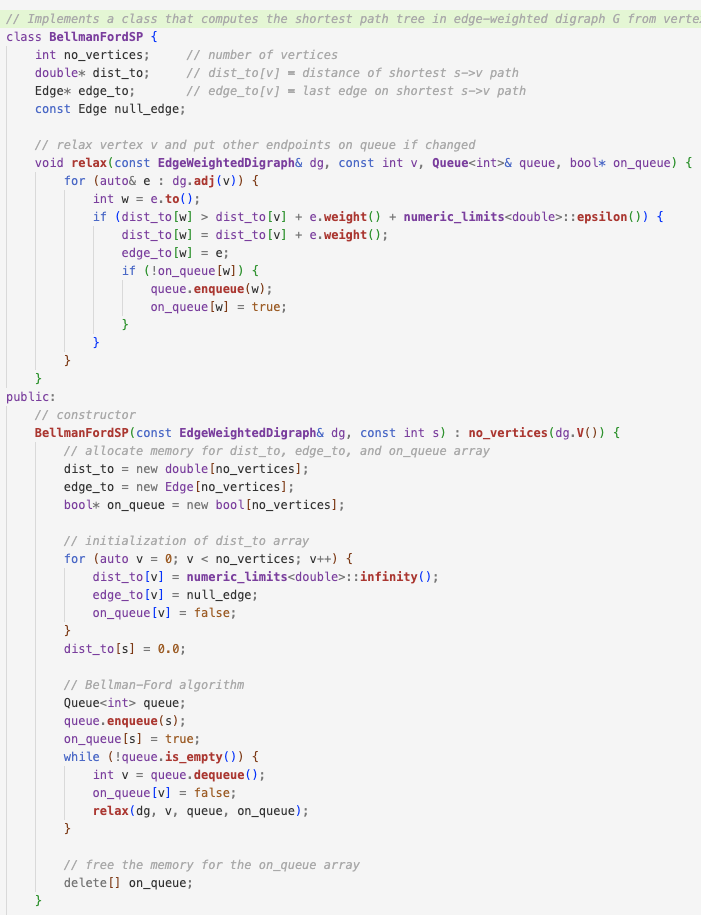 // Implements a class that computes the shortest path tree in edge-weighted digraph G from
class BellmanFordSP {
    int no_vertices;     // number of vertices
    double* dist_to;     // dist_to[v] = distance of shortest s->v path
    Edge* edge_to;       // edge_to[v] = last edge on shortest s->v path
    const Edge null_edge;
    // relax vertex v and put other endpoints on queue if changed
    void relax(const EdgeWeightedDigraph& dg, const int v, Queue<int>& queue, bool* on_queue) {
        for (auto& e : dg.adj(v)) {
            int w = e.to();
            if (dist_to[w] > dist_to[v] + e.weight() + numeric_limits<double>::epsilon()) {
                dist_to[w] = dist_to[v] + e.weight();
                edge_to[w] = e;
                if (!on_queue[w]) {
                    queue.enqueue(w);
                    on_queue[w] = true;
                }
            }
        }
    }
public:
    // constructor
    BellmanFordSP(const EdgeWeightedDigraph& dg, const int s) : no_vertices(dg.V()) {
        // allocate memory for dist_to, edge_to, and on_queue array
        dist_to = new double[no_vertices];
        edge_to = new Edge[no_vertices];
        bool* on_queue = new bool[no_vertices];
        // initialization of dist_to array
        for (auto v = 0; v < no_vertices; v++) {
            dist_to[v] = numeric_limits<double>::infinity();
            edge_to[v] = null_edge;
            on_queue[v] = false;
        }
        dist_to[s] = 0.0;
        // Bellman-Ford algorithm
        Queue<int> queue;
        queue.enqueue(s);
        on_queue[s] = true;
        while (!queue.is_empty()) {
            int v = queue.dequeue();
            on_queue[v] = false;
            relax(dg, v, queue, on_queue);
        }
        // free the memory for the on_queue array
        delete[] on_queue;
    }